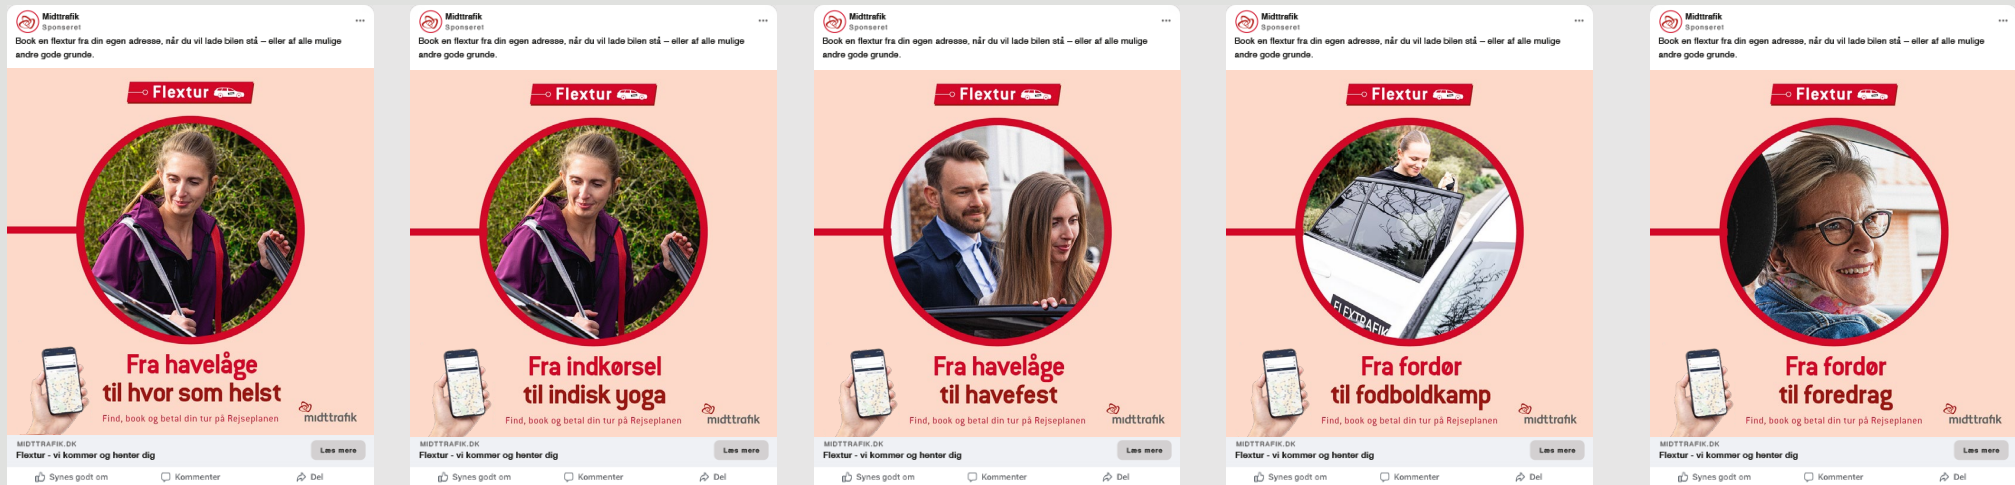 Midttrafik
Sponseret
Book en flextur fra din egen adresse, når du vil lade bilen stå – eller af alle mulige
andre gode grunde.
Flextur
Fra havelåge
til hvor som helst
Find, book og betal din tur på Rejseplanen
midttrafik
MIDTTRAFIK.DK
Flextur - vi kommer og henter dig
Læs mere
Synes godt om
Kommenter
Del
Midttrafik
Sponseret
Book en flextur fra din egen adresse, når du vil lade bilen stå – eller af alle mulige
andre gode grunde.
Flextur
Fra indkørsel
til indisk yoga
Find, book og betal din tur på Rejseplanen
midttrafik
MIDTTRAFIK.DK
Flextur - vi kommer og henter dig
Læs mere
Synes godt om
Kommenter
Del
Midttrafik
Sponseret
Book en flextur fra din egen adresse, når du vil lade bilen stå – eller af alle mulige
andre gode grunde.
Flextur
Fra havelåge
til havefest
Find, book og betal din tur på Rejseplanen
midttrafik
MIDTTRAFIK.DK
Flextur - vi kommer og henter dig
Læs mere
Synes godt om
Kommenter
Del
Midttrafik
Sponseret
Book en flextur fra din egen adresse, når du vil lade bilen stå – eller af alle mulige
andre gode grunde.
Flextur
FLEXTRAFIK
Fra fordør
til fodboldkamp
Find, book og betal din tur på Rejseplanen
midttrafik
MIDTTRAFIK.DK
Flextur - vi kommer og henter dig
Læs mere
Synes godt om
Kommenter
Del
Midttrafik
Sponseret
Book en flextur fra din egen adresse, når du vil lade bilen stå – eller af alle mulige
andre gode grunde.
Flextur
Fra fordør
til foredrag
Find, book og betal din tur på Rejseplanen
midttrafik
MIDTTRAFIK.DK
Flextur - vi kommer og henter dig
Læs mere
Synes godt om
Kommenter
Del